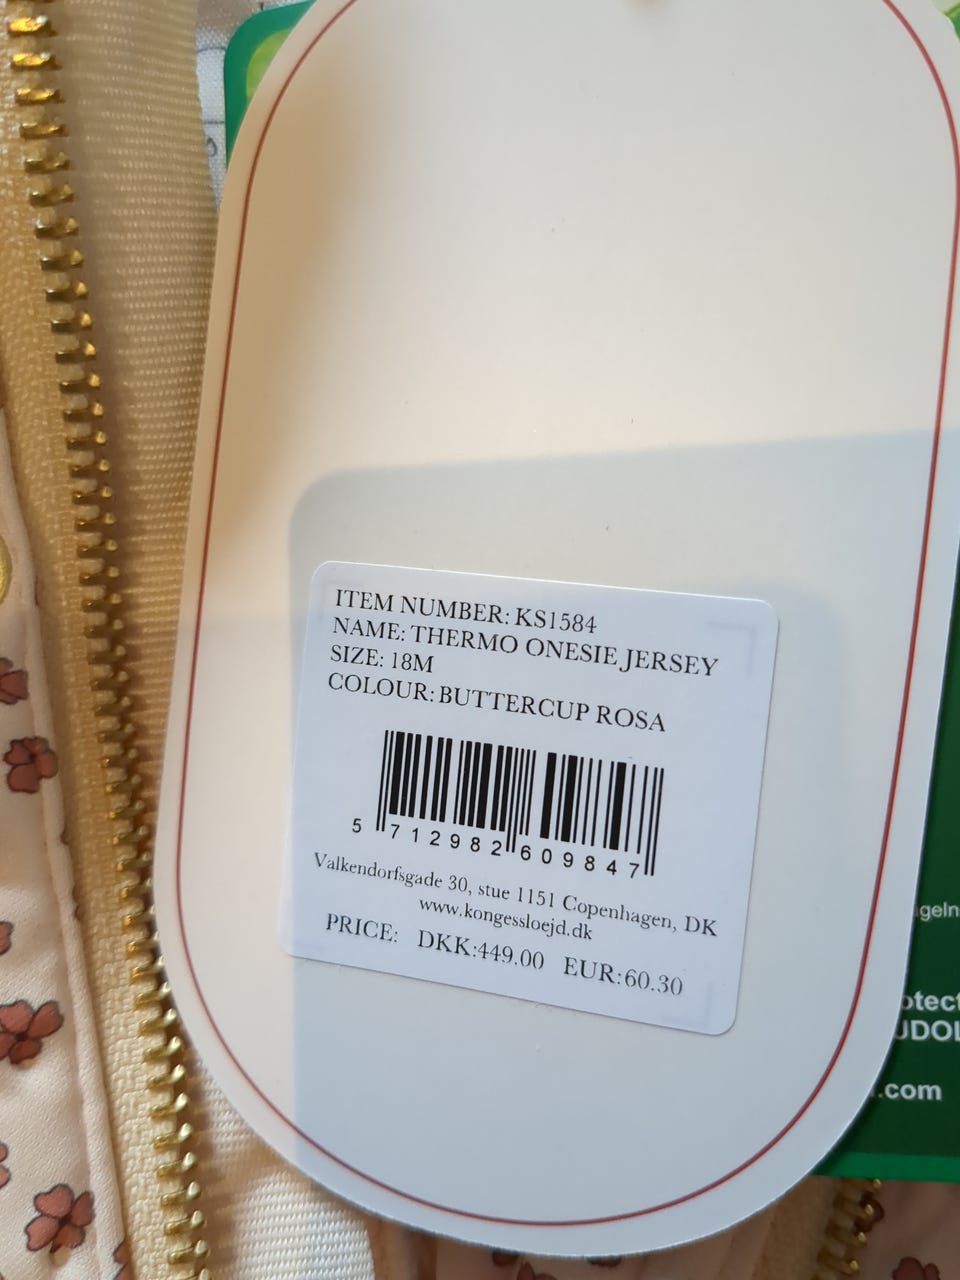 ITEM NUMBER: KS1584
NAME: THERMO ONESIE JERSEY
SIZE: 18M
COLOUR: BUTTERCUP ROSA
5 712982 609847
Valkendorfsgade 30, stue 1151 Copenhagen, DK
www.kongessloejd.dk
PRICE: DKK:449.00 EUR:60.30
.com